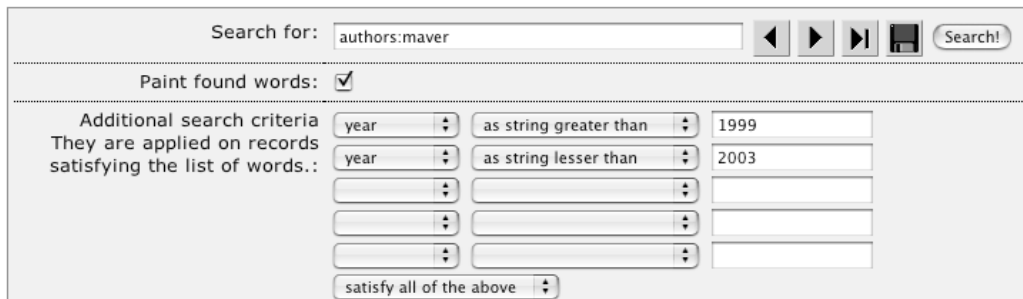 Search for: authors:maver Search!
Paint found words:
Additional search criteria year as string greater than 1999
They are applied on records
satisfying the list of words.: year as string lesser than 2003
satisfy all of the above